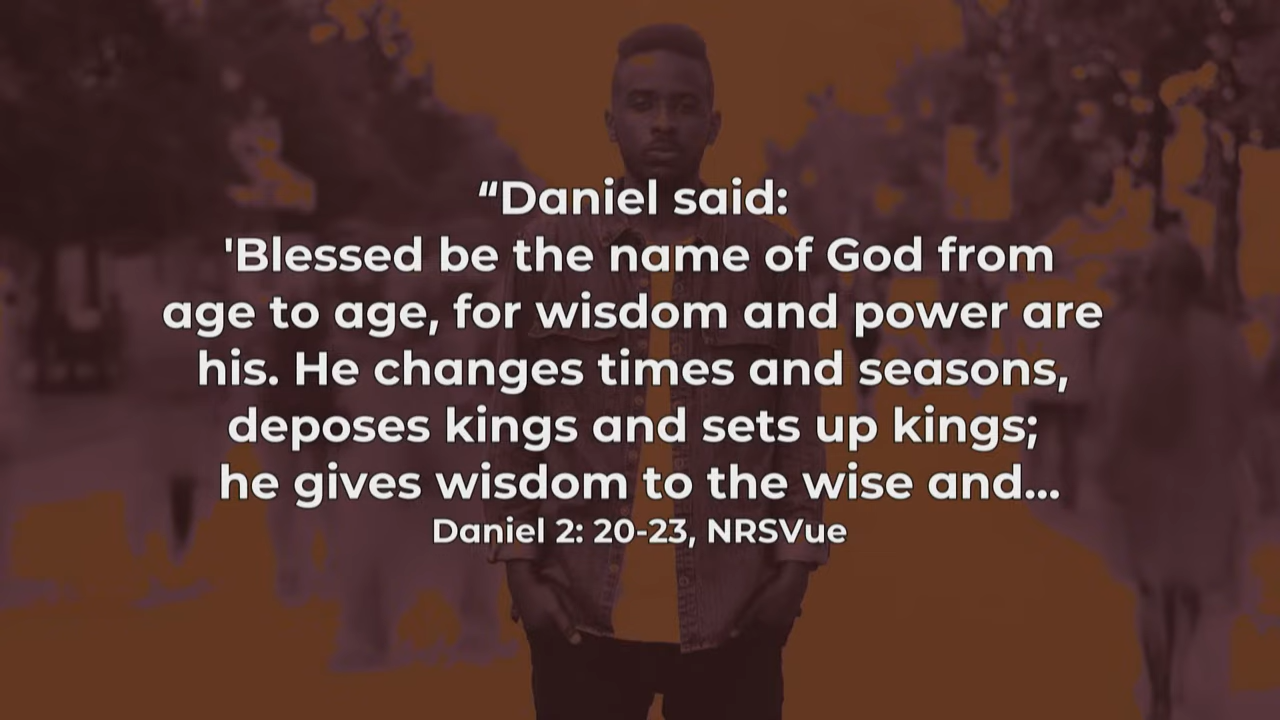 “Daniel said:
'Blessed be the name of God from
age to age, for wisdom and power are
his. He changes times and seasons,
deposes kings and sets up kings;
he gives wisdom to the wise and...
Daniel 2: 20-23, NRSVue